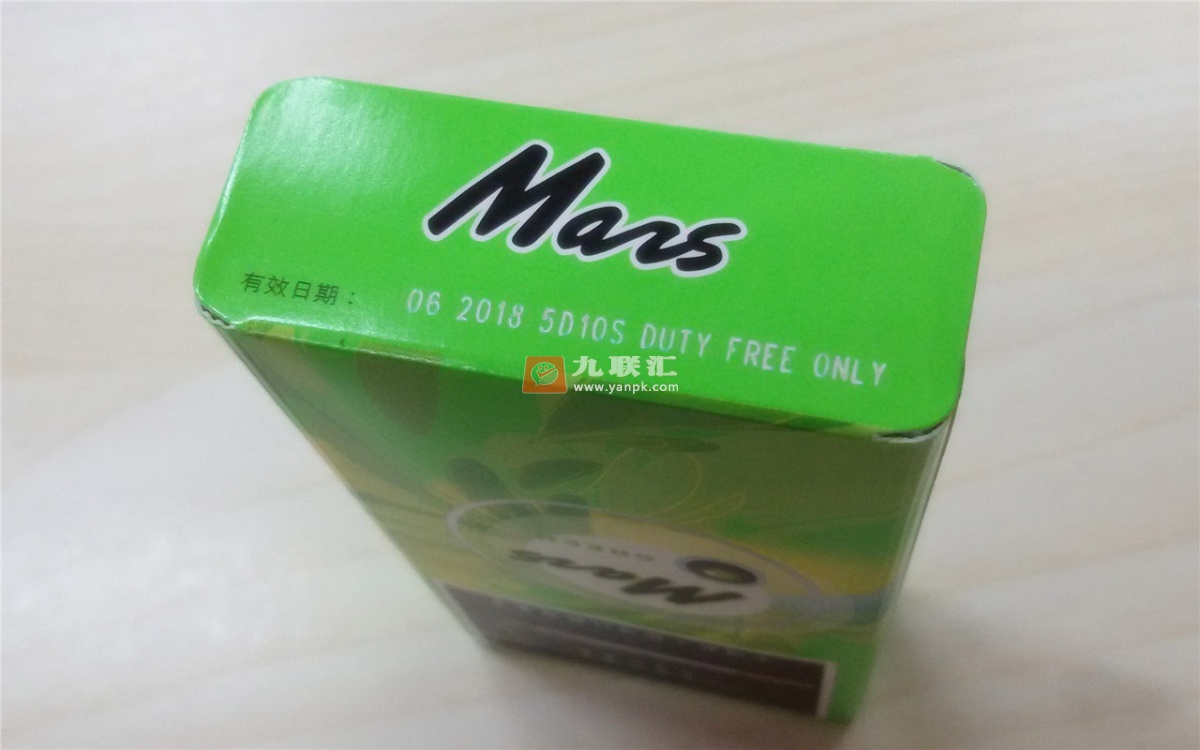 Mars
有效日期：
06 2018 5D10S DUTY FREE ONLY
九联汇
www.yanpk.com
Mars